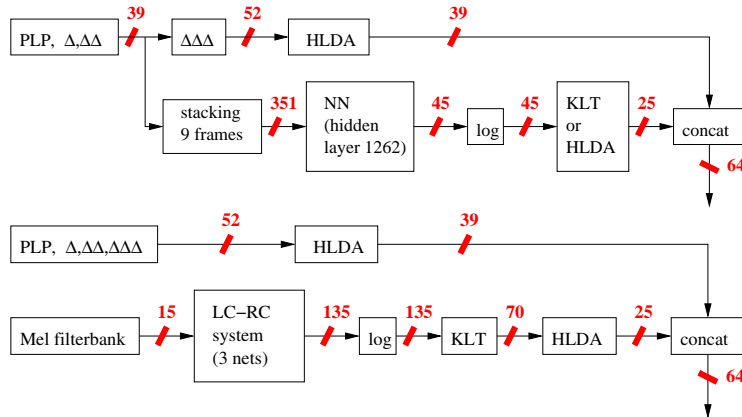 39
52
39
PLP, Δ,ΔΔ
ΔΔΔ
HLDA
stacking
9 frames
351
NN
(hidden
layer 1262)
45
log
45
KLT
or
HLDA
25
concat
64
52
39
PLP, Δ,ΔΔ,ΔΔΔ
HLDA
Mel filterbank
15
LC-RC
system
(3 nets)
135
log
135
KLT
70
HLDA
25
concat
64